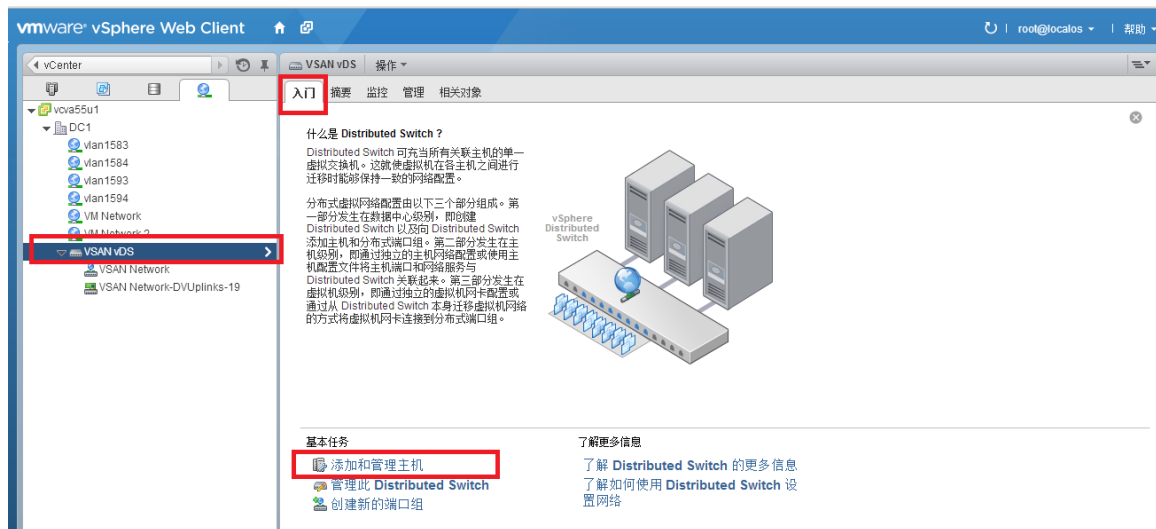 vmware® vSphere Web Client
root@localos
帮助
vCenter
VSAN vDS
操作
入门
摘要
监控
管理
相关对象
vcva55u1
DC1
vlan1583
vlan1584
vlan1593
vlan1594
VM Network
VM Network 2
VSAN vDS
VSAN Network
VSAN Network-DVUplinks-19
什么是 Distributed Switch？
Distributed Switch 可充当所有关联主机的单一
虚拟交换机。这就使虚拟机在各主机之间进行
迁移时能够保持一致的网络配置。
分布式虚拟网络配置由以下三个部分组成。第
一部分发生在数据中心级别，即创建
Distributed Switch 以及向 Distributed Switch
添加主机和分布式端口组。第二部分发生在主
机级别，即通过独立的主机网络配置或使用主
机配置文件将主机端口和网络服务与
Distributed Switch 关联起来。第三部分发生在
虚拟机级别，即通过独立的虚拟机网卡配置或
通过从 Distributed Switch 本身迁移虚拟机网络
的方式将虚拟机网卡连接到分布式端口组。
vSphere
Distributed
Switch
基本任务
添加和管理主机
管理此 Distributed Switch
创建新的端口组
了解更多信息
了解 Distributed Switch 的更多信息
了解如何使用 Distributed Switch 设
置网络